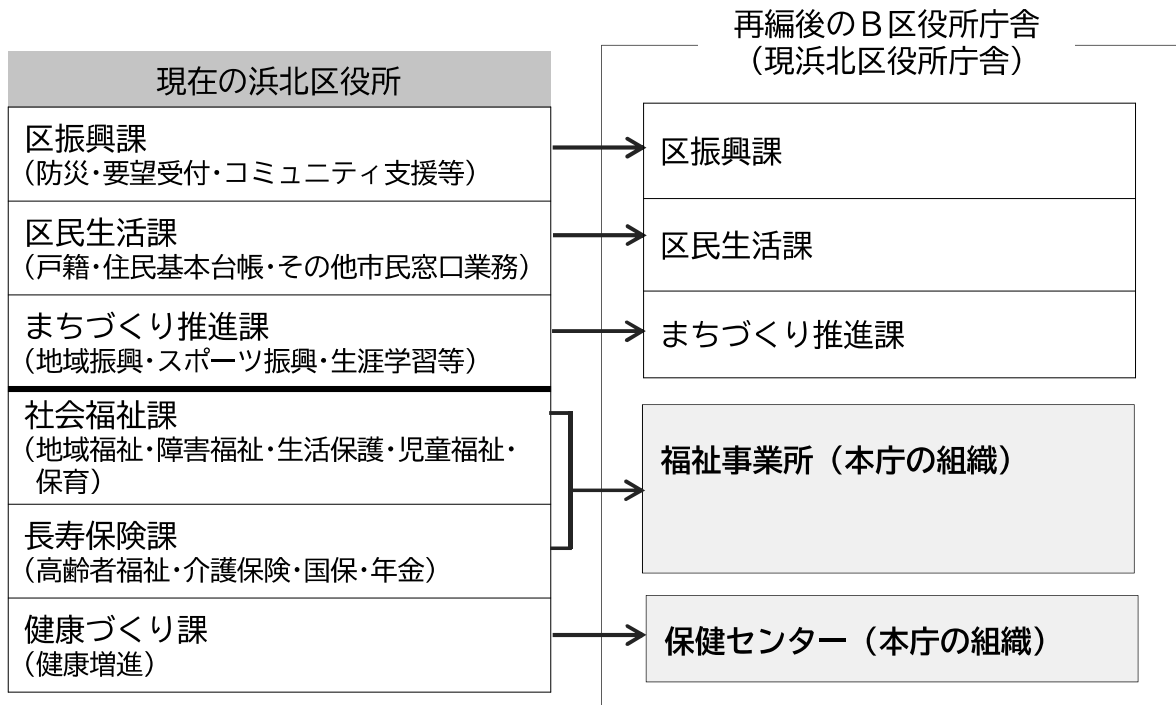 再編後のB区役所庁舎
（現浜北区役所庁舎）
現在の浜北区役所
区振興課
（防災・要望受付・コミュニティ支援等）
区民生活課
（戸籍・住民基本台帳・その他市民窓口業務）
まちづくり推進課
（地域振興・スポーツ振興・生涯学習等）
社会福祉課
（地域福祉・障害福祉・生活保護・児童福祉・
保育）
長寿保険課
（高齢者福祉・介護保険・国保・年金）
健康づくり課
（健康増進）
区振興課
区民生活課
まちづくり推進課
福祉事業所（本庁の組織）
保健センター（本庁の組織）